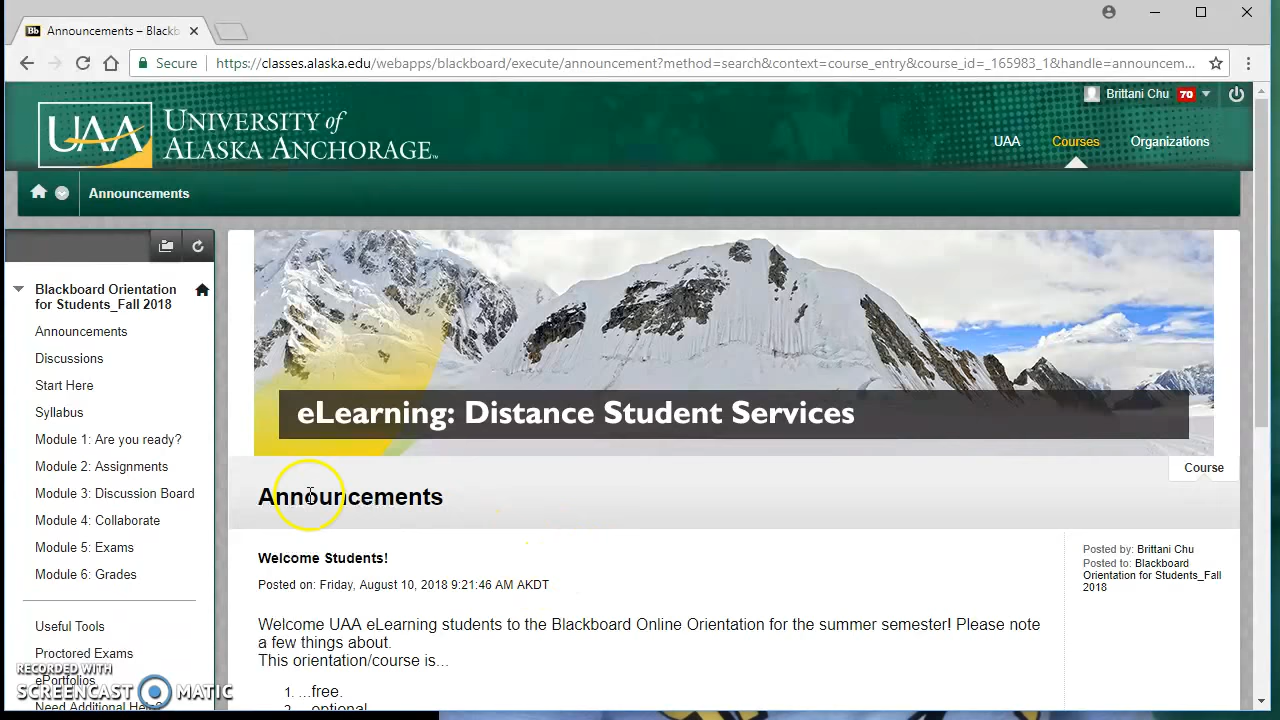 Bb Announcements – Blackb
Secure https://classes.alaska.edu/webapps/blackboard/execute/announcement?method=search&context=course_entry&course_id=_165983_1&handle=announcem...
UAA UNIVERSITY of
ALASKA ANCHORAGE
Brittani Chu 70
UAA Courses Organizations
Announcements
Blackboard Orientation
for Students_Fall 2018
Announcements
Discussions
Start Here
Syllabus
Module 1: Are you ready?
Module 2: Assignments
Module 3: Discussion Board
Module 4: Collaborate
Module 5: Exams
Module 6: Grades
Useful Tools
Proctored Exams
ePortfolios
Need Additional Help?
eLearning: Distance Student Services
Course
Announcements
Welcome Students!
Posted on: Friday, August 10, 2018 9:21:46 AM AKDT
Welcome UAA eLearning students to the Blackboard Online Orientation for the summer semester! Please note
a few things about.
This orientation/course is...
1. ...free.
2. ...optional.
Posted by: Brittani Chu
Posted to: Blackboard
Orientation for Students_Fall
2018
RECORDED WITH
SCREENCAST MATIC